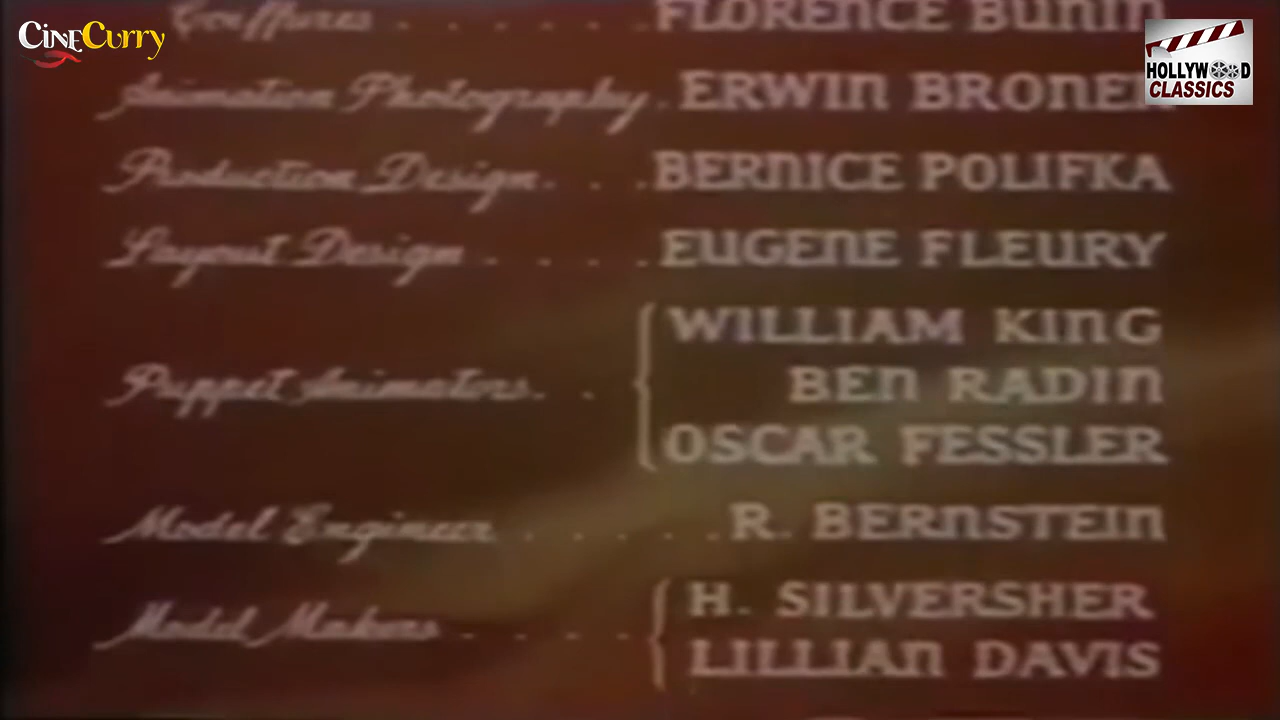 CINECURRY
HOLLYWOOD
CLASSICS
Coiffures . . . . . . FLORENCE BUNIN
Animation Photography . ERWIN BRONER
Production Design . . . BERNICE POLIFKA
Layout Design . . . . EUGENE FLEURY
WILLIAM KING
Puppet Animators . . BEN RADIN
OSCAR FESSLER
Model Engineer . . . . . R. BERNSTEIN
H. SILVERSHER
Model Makers . . . .
LILLIAN DAVIS